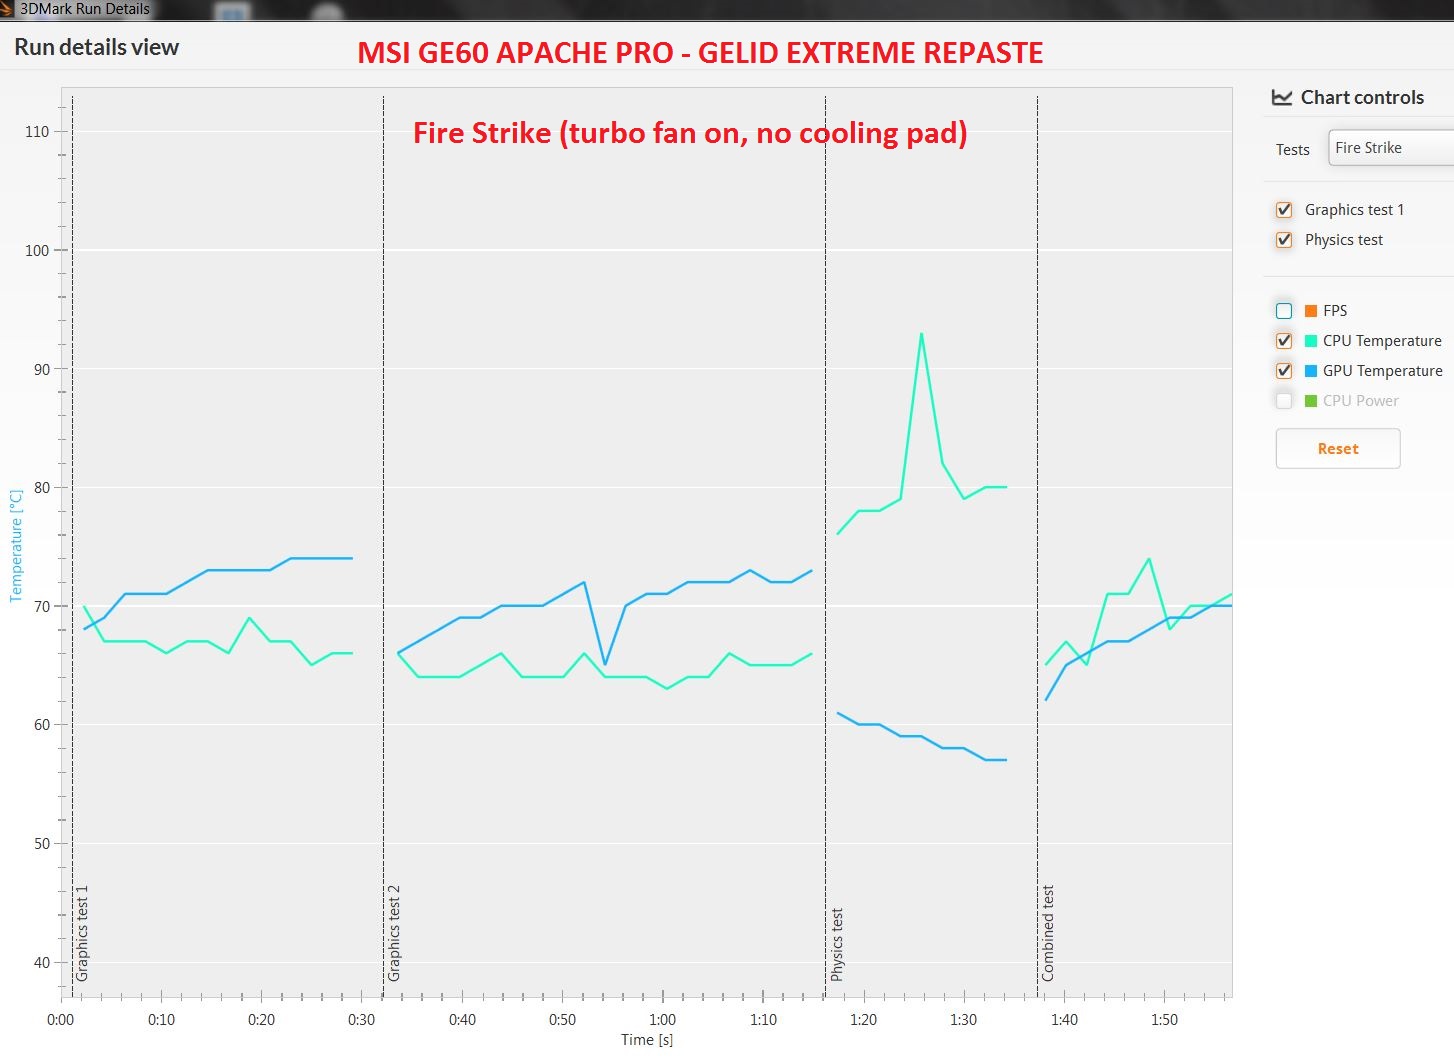 3DMark Run Details
Run details view
MSI GE60 APACHE PRO - GELID EXTREME REPASTE
Fire Strike (turbo fan on, no cooling pad)
Chart controls
Tests
Fire Strike
Graphics test 1
Physics test
FPS
CPU Temperature
GPU Temperature
CPU Power
Reset
Temperature [°C]
110
100
90
80
70
60
50
40
Graphics test 1
Graphics test 2
Physics test
Combined test
0:00
0:10
0:20
0:30
0:40
0:50
1:00
1:10
1:20
1:30
1:40
1:50
Time [s]